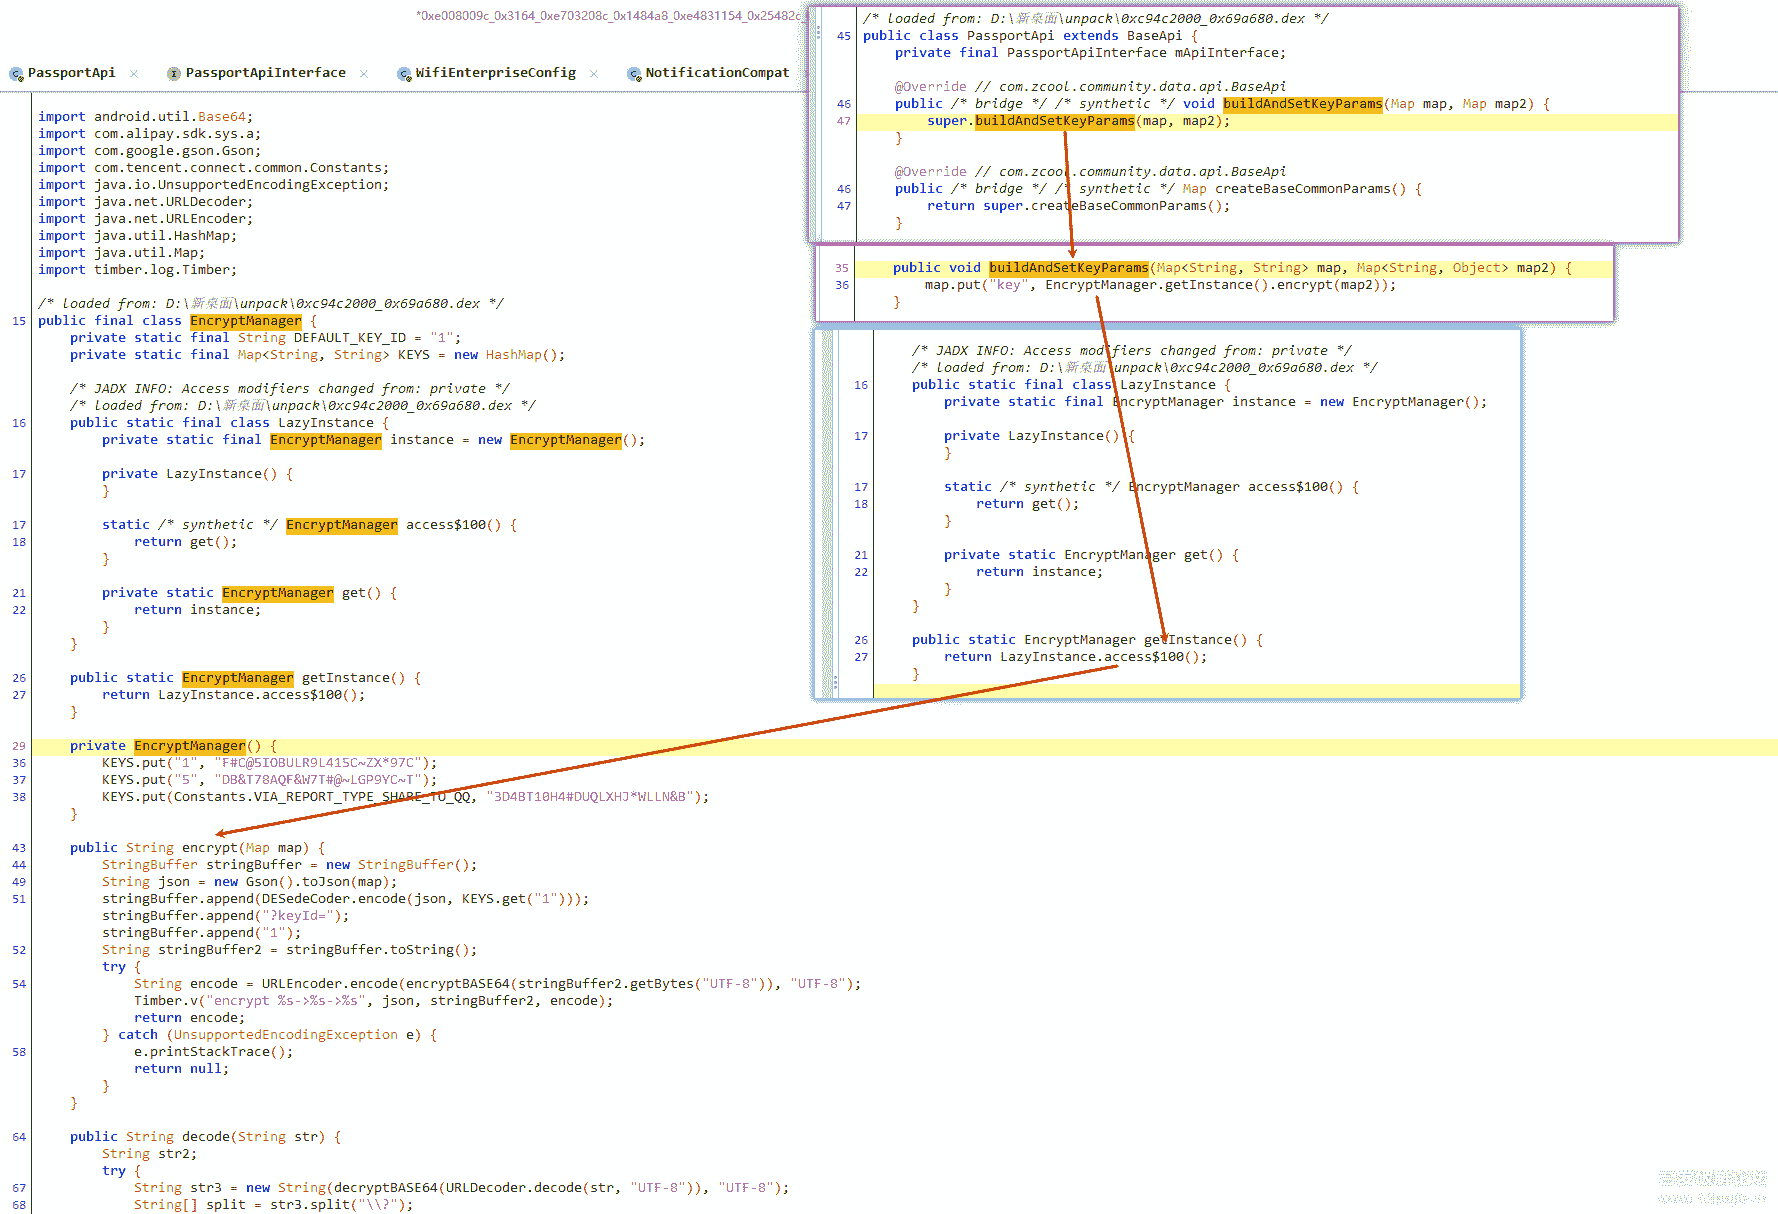 *0xe008009c_0x3164_0xe703208c_0x1484a8_0xe4831154_0x25482c_
PassportApi
PassportApiInterface
WifiEnterpriseConfig
NotificationCompat
import android.util.Base64;
import com.alipay.sdk.sys.a;
import com.google.gson.Gson;
import com.tencent.connect.common.Constants;
import java.io.UnsupportedEncodingException;
import java.net.URLDecoder;
import java.net.URLEncoder;
import java.util.HashMap;
import java.util.Map;
import timber.log.Timber;
/* loaded from: D:\新桌面\unpack\0xc94c2000_0x69a680.dex */
15 public final class EncryptManager {
private static final String DEFAULT_KEY_ID = "1";
private static final Map<String, String> KEYS = new HashMap();
/* JADX INFO: Access modifiers changed from: private */
/* loaded from: D:\新桌面\unpack\0xc94c2000_0x69a680.dex */
16 public static final class LazyInstance {
private static final EncryptManager instance = new EncryptManager();
17 private LazyInstance() {
}
17 static /* synthetic */ EncryptManager access$100() {
18 return get();
}
21 private static EncryptManager get() {
22 return instance;
}
}
26 public static EncryptManager getInstance() {
27 return LazyInstance.access$100();
}
29 private EncryptManager() {
36 KEYS.put("1", "F#C@5IOBULR9L415C~ZX*97C");
37 KEYS.put("5", "DB&T78AQF&W7T#@~LGP9YC~T");
38 KEYS.put(Constants.VIA_REPORT_TYPE_SHARE_TO_QQ, "3D4BT10H4#DUQLXHJ*WLLN&B");
}
43 public String encrypt(Map map) {
44 StringBuffer stringBuffer = new StringBuffer();
49 String json = new Gson().toJson(map);
51 stringBuffer.append(DESedeCoder.encode(json, KEYS.get("1")));
stringBuffer.append("?keyId=");
stringBuffer.append("1");
52 String stringBuffer2 = stringBuffer.toString();
try {
54 String encode = URLEncoder.encode(encryptBASE64(stringBuffer2.getBytes("UTF-8")), "UTF-8");
Timber.v("encrypt %s->%s->%s", json, stringBuffer2, encode);
return encode;
} catch (UnsupportedEncodingException e) {
58 e.printStackTrace();
return null;
}
}
64 public String decode(String str) {
String str2;
try {
67 String str3 = new String(decryptBASE64(URLDecoder.decode(str, "UTF-8")), "UTF-8");
68 String[] split = str3.split("\\?");
/* loaded from: D:\新桌面\unpack\0xc94c2000_0x69a680.dex */
45 public class PassportApi extends BaseApi {
private final PassportApiInterface mApiInterface;
@Override // com.zcool.community.data.api.BaseApi
46 public /* bridge */ /* synthetic */ void buildAndSetKeyParams(Map map, Map map2) {
47 super.buildAndSetKeyParams(map, map2);
}
@Override // com.zcool.community.data.api.BaseApi
46 public /* bridge */ /* synthetic */ Map createBaseCommonParams() {
47 return super.createBaseCommonParams();
}
35 public void buildAndSetKeyParams(Map<String, String> map, Map<String, Object> map2) {
36 map.put("key", EncryptManager.getInstance().encrypt(map2));
}
/* JADX INFO: Access modifiers changed from: private */
/* loaded from: D:\新桌面\unpack\0xc94c2000_0x69a680.dex */
16 public static final class LazyInstance {
private static final EncryptManager instance = new EncryptManager();
17 private LazyInstance() {
}
17 static /* synthetic */ EncryptManager access$100() {
18 return get();
}
21 private static EncryptManager get() {
22 return instance;
}
}
26 public static EncryptManager getInstance() {
27 return LazyInstance.access$100();
}